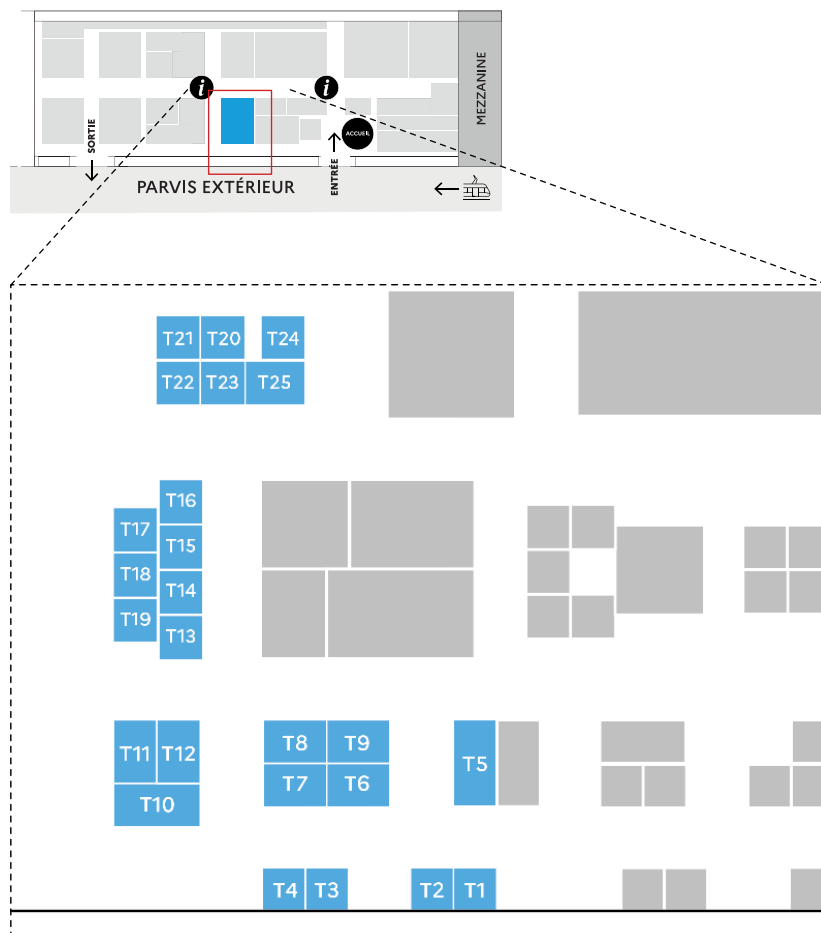 MEZZANINE
i
i
SORTIE
ENTRÉE
ACCUEIL
PARVIS EXTÉRIEUR
T21 T20 T24
T22 T23 T25
T16
T17
T15
T18
T14
T19
T13
T11 T12
T8 T9
T5
T7 T6
T10
T4 T3 T2 T1